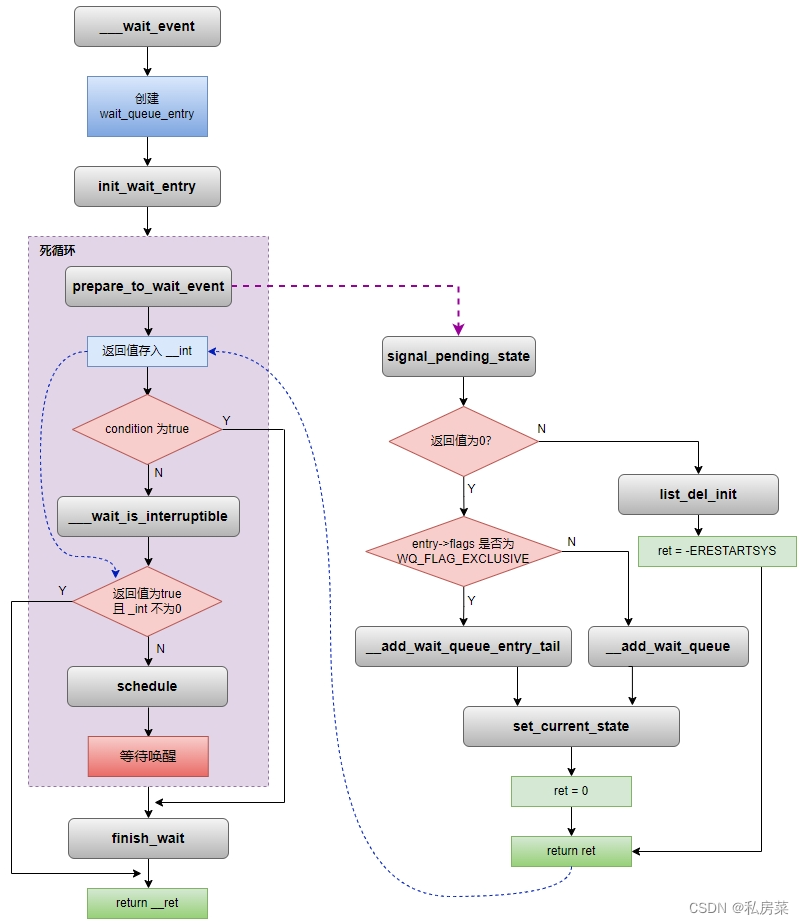 ___wait_event
创建
wait_queue_entry
init_wait_entry
死循环
prepare_to_wait_event
返回值存入 __int
condition 为true
Y
N
___wait_is_interruptible
返回值为true
且 _int 不为0
Y
N
schedule
等待唤醒
finish_wait
return __ret
signal_pending_state
返回值为0?
N
Y
list_del_init
ret = -ERESTARTSYS
entry->flags 是否为
WQ_FLAG_EXCLUSIVE
N
Y
__add_wait_queue_entry_tail
__add_wait_queue
set_current_state
ret = 0
return ret
CSDN @私房菜